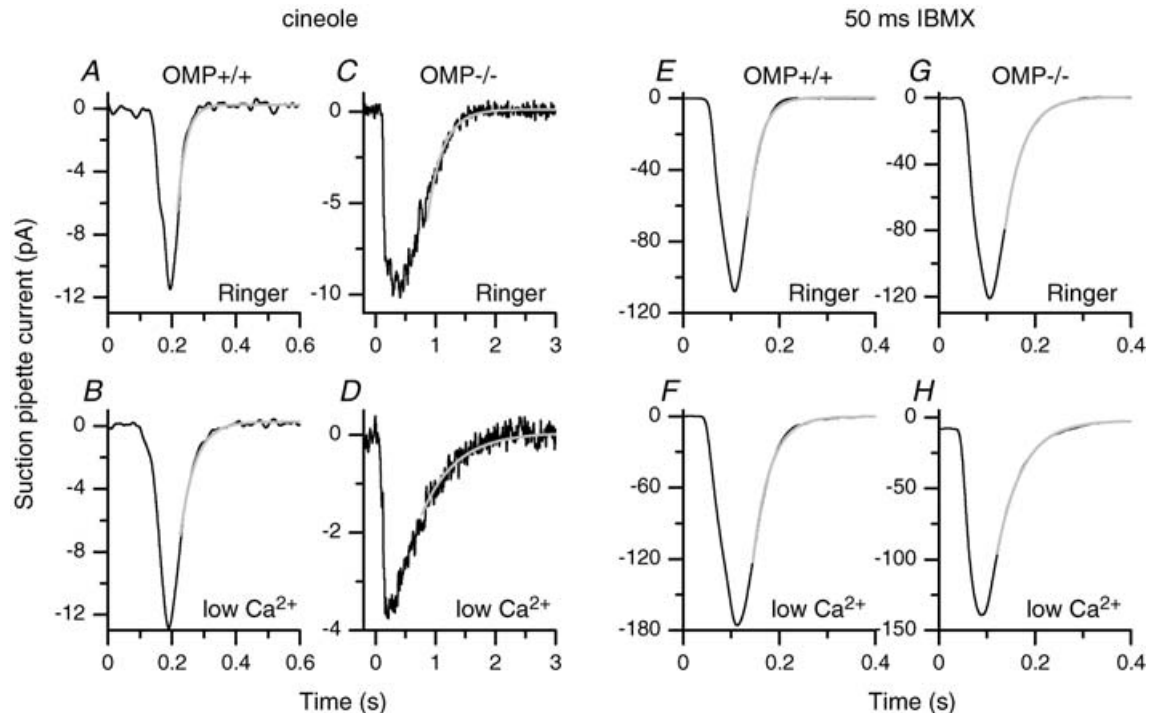 cineole
50 ms IBMX
A OMP+/+
C OMP-/-
E OMP+/+
G OMP-/-
0
-4
-8
-12
Ringer
0 0.2 0.4 0.6
0
-5
-10
Ringer
0 1 2 3
0
-40
-80
-120
Ringer
0 0.2 0.4
0
-40
-80
-120
Ringer
0 0.2 0.4
Suction pipette current (pA)
B
0
-4
-8
-12
low Ca²⁺
0 0.2 0.4 0.6
D
0
-2
-4
low Ca²⁺
0 1 2 3
F
0
-60
-120
-180
low Ca²⁺
0 0.2 0.4
H
0
-50
-100
-150
low Ca²⁺
0 0.2 0.4
Time (s)
Time (s)